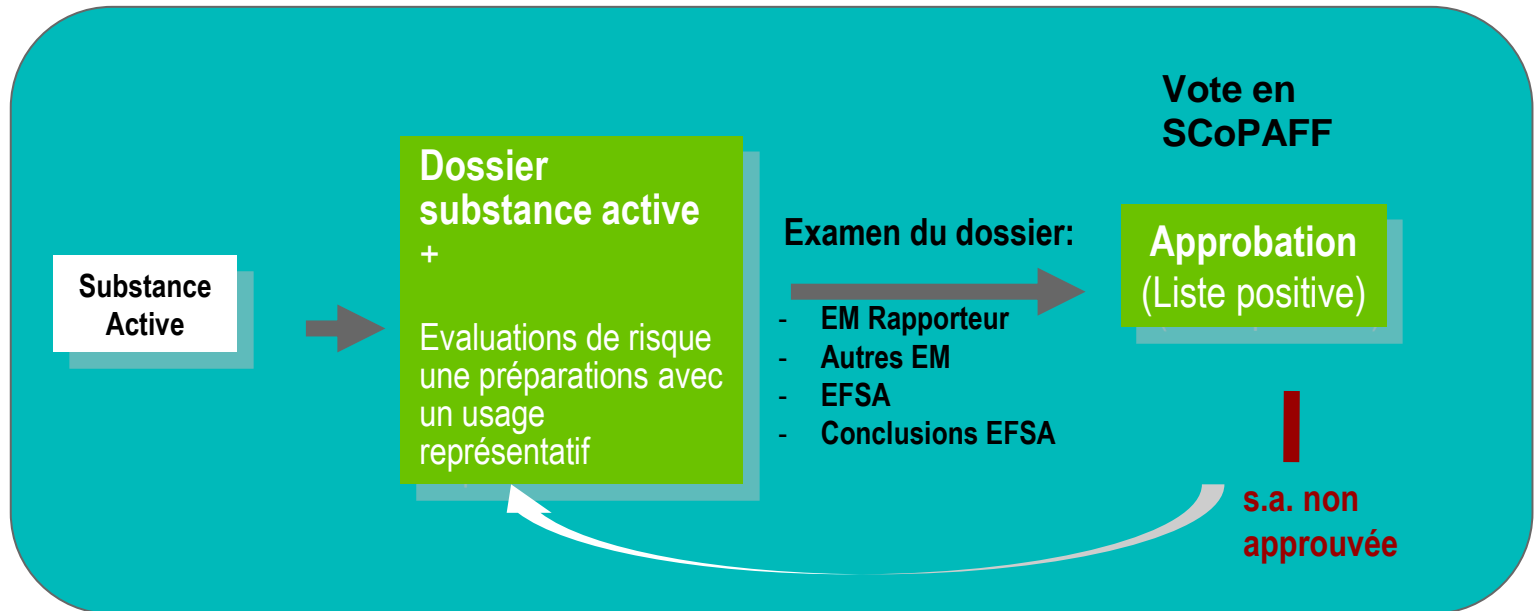 Substance
Active
Dossier
substance active
+
Evaluations de risque
une préparations avec
un usage
représentatif
Examen du dossier:
- EM Rapporteur
- Autres EM
- EFSA
- Conclusions EFSA
Vote en
SCoPAFF
Approbation
(Liste positive)
s.a. non
approuvée